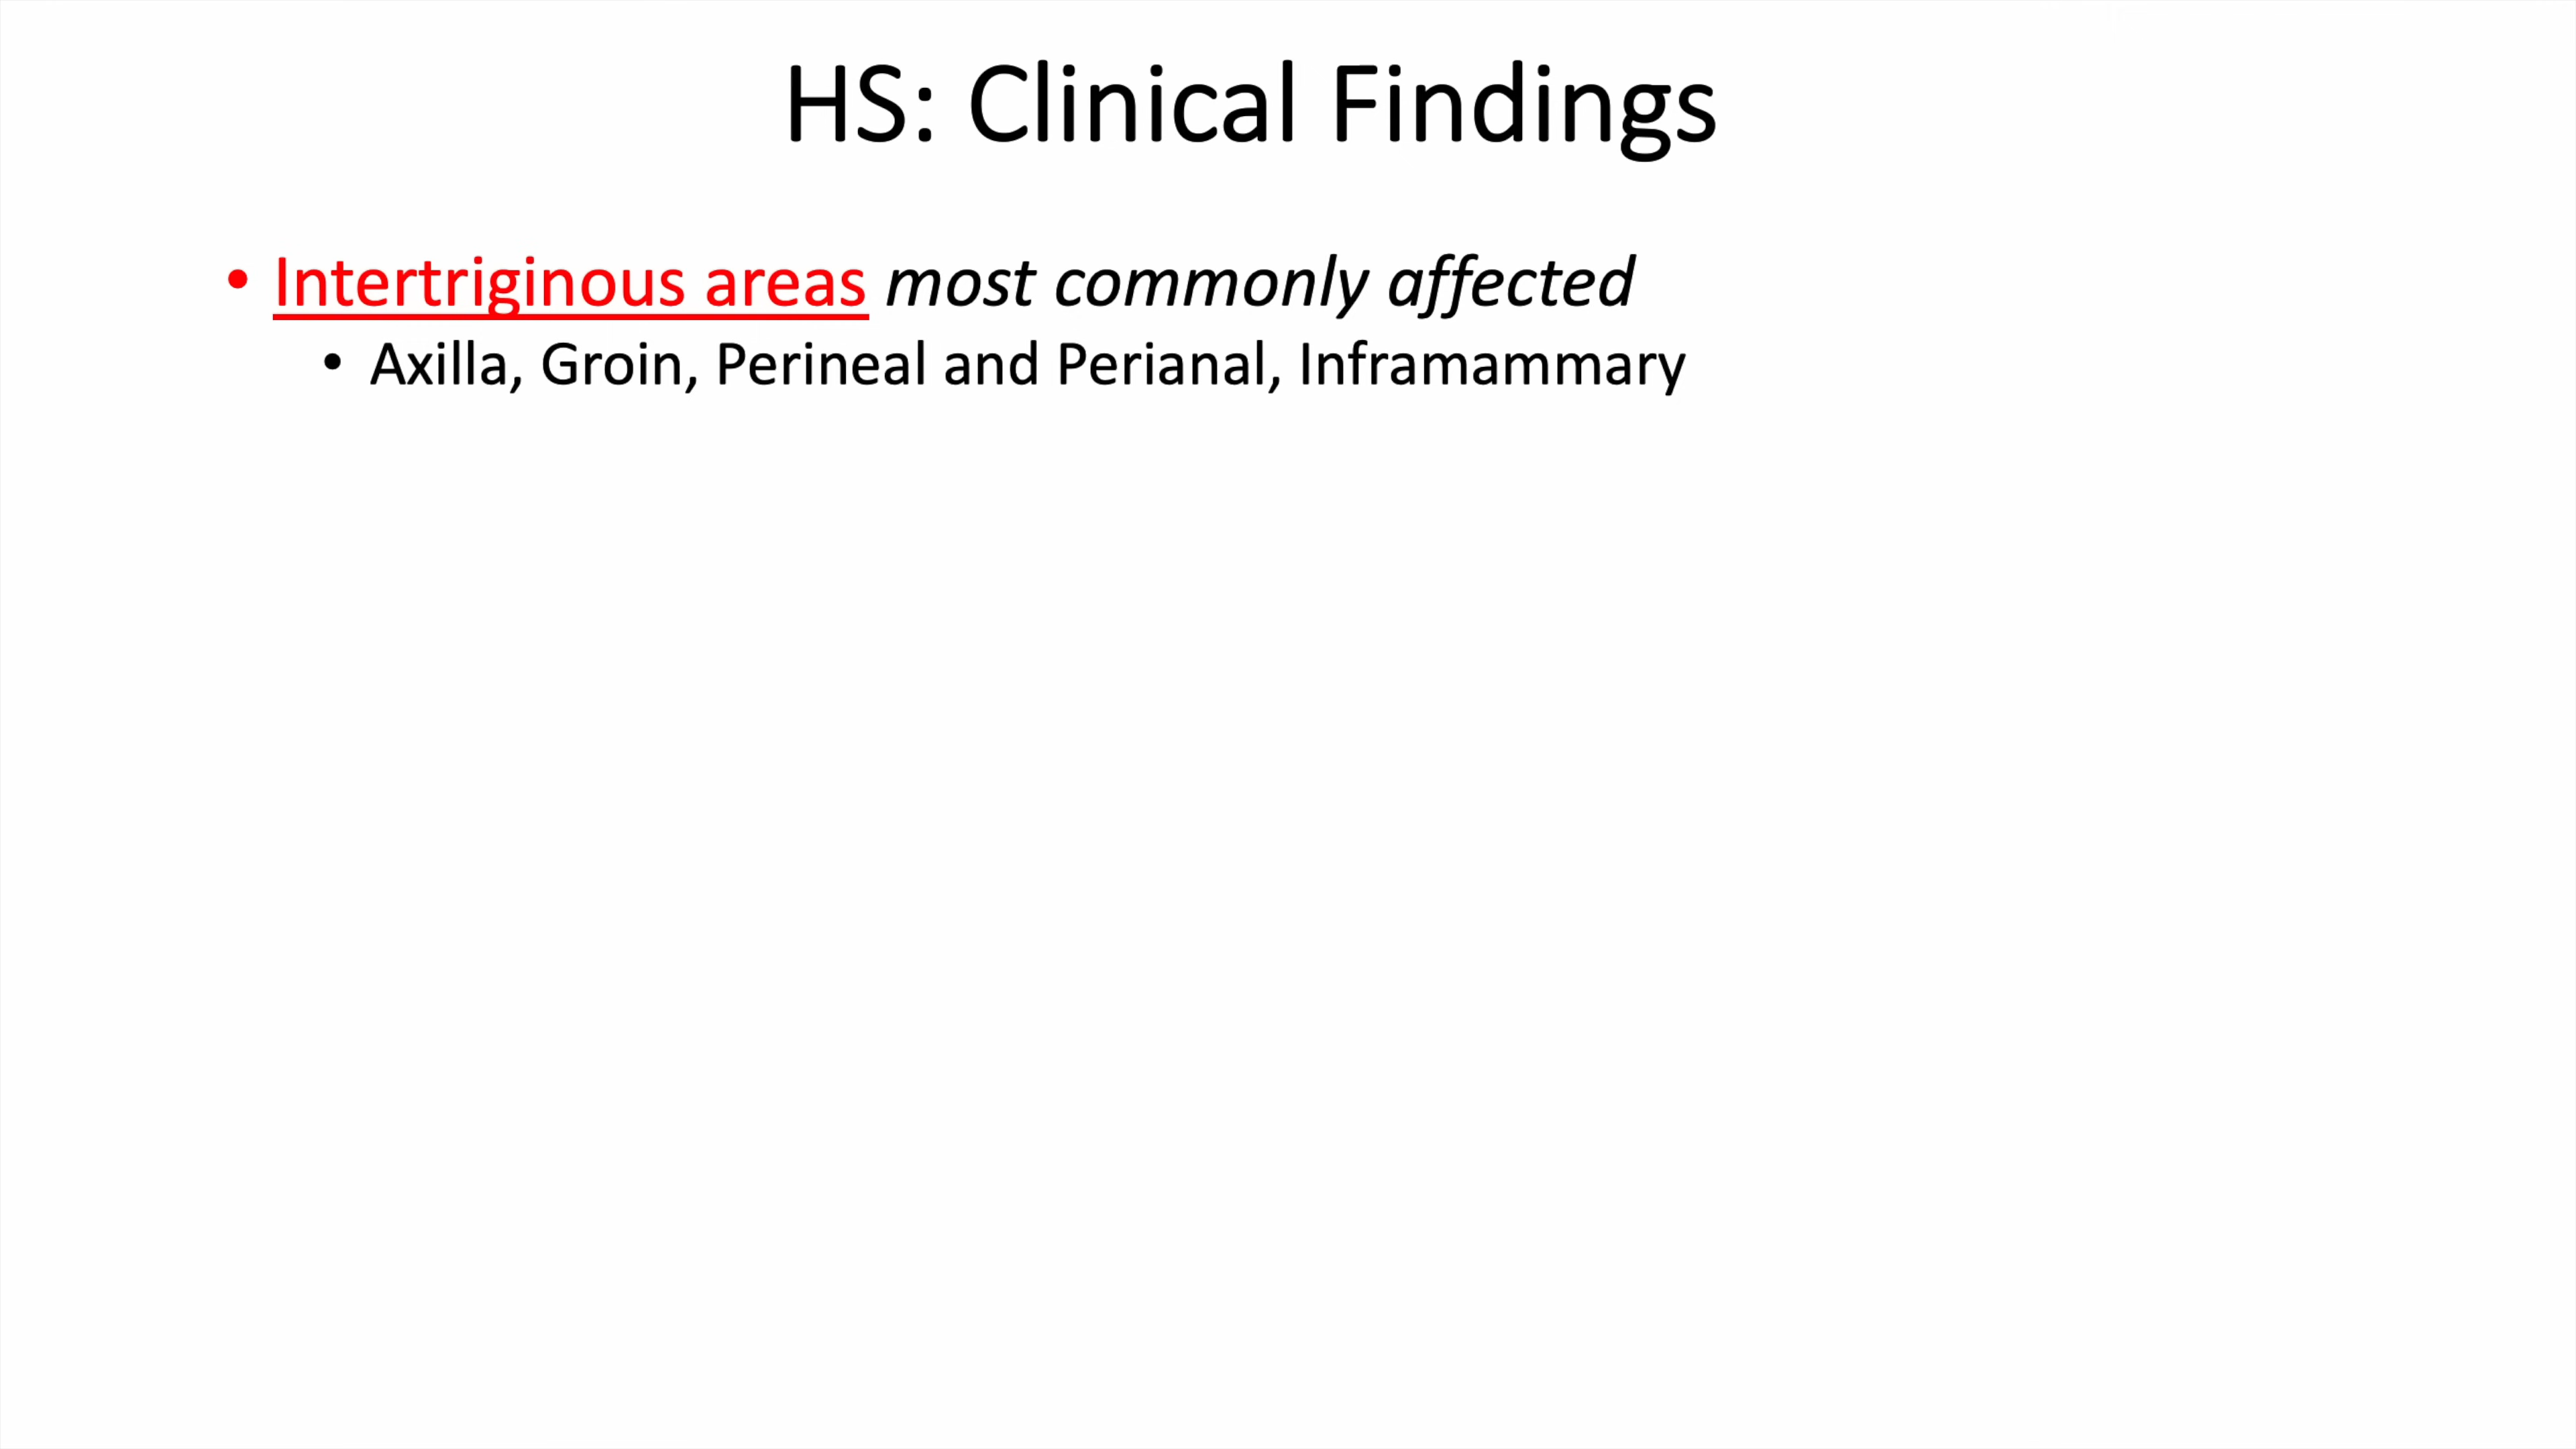 HS: Clinical Findings
• Intertriginous areas most commonly affected
• Axilla, Groin, Perineal and Perianal, Inframammary